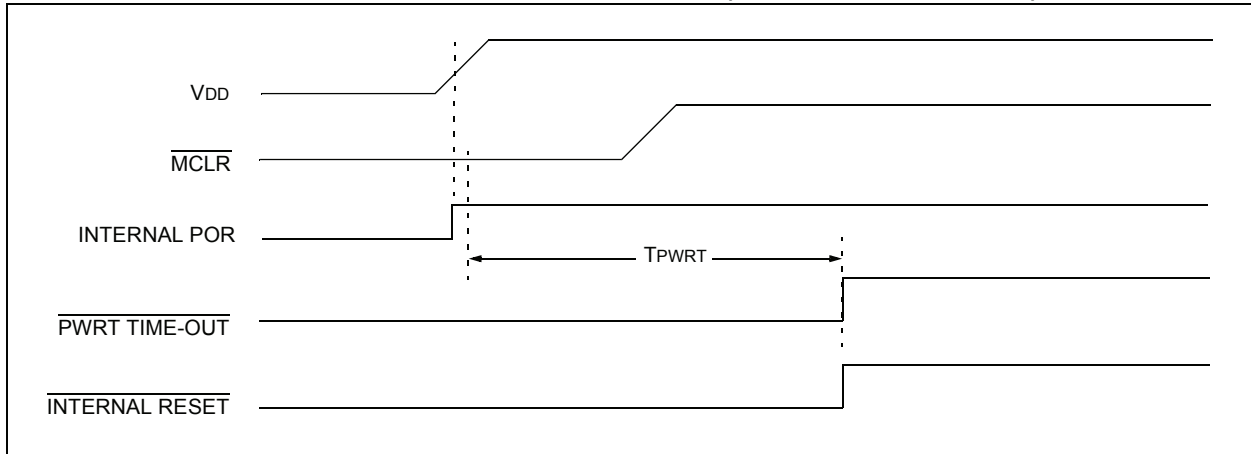 VDD
MCLR
INTERNAL POR
TPWRT
PWRT TIME-OUT
INTERNAL RESET